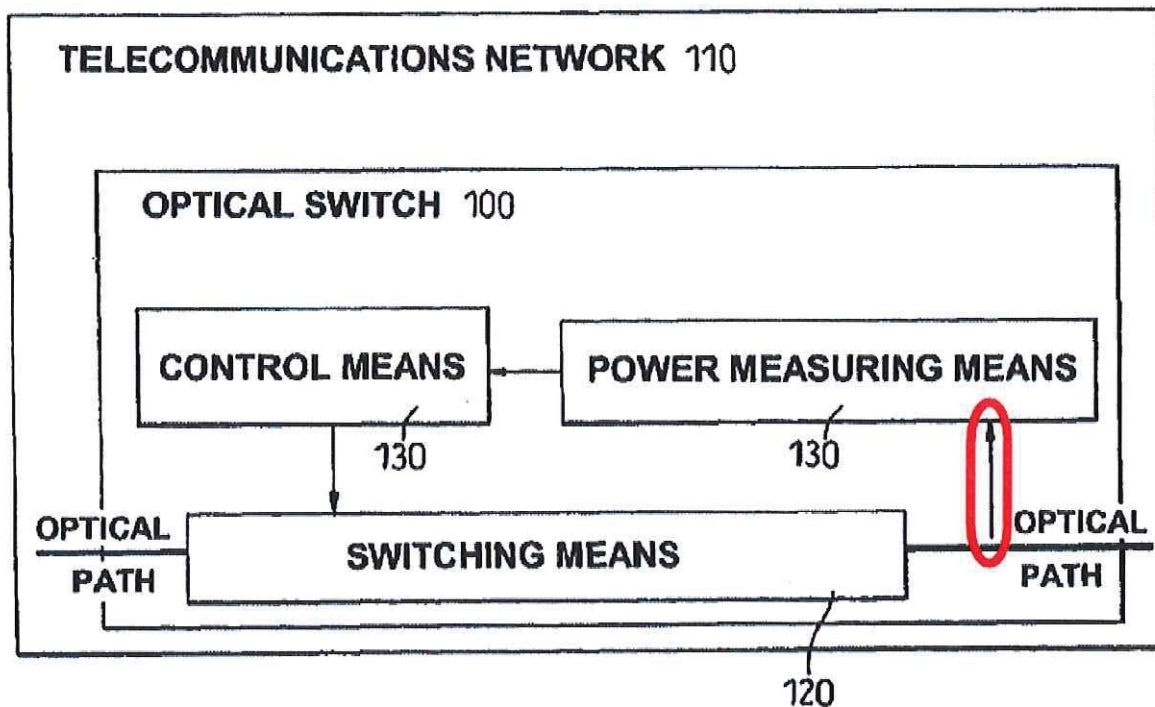 TELECOMMUNICATIONS NETWORK 110
OPTICAL SWITCH 100
CONTROL MEANS
POWER MEASURING MEANS
130
130
OPTICAL
PATH
SWITCHING MEANS
OPTICAL
PATH
120